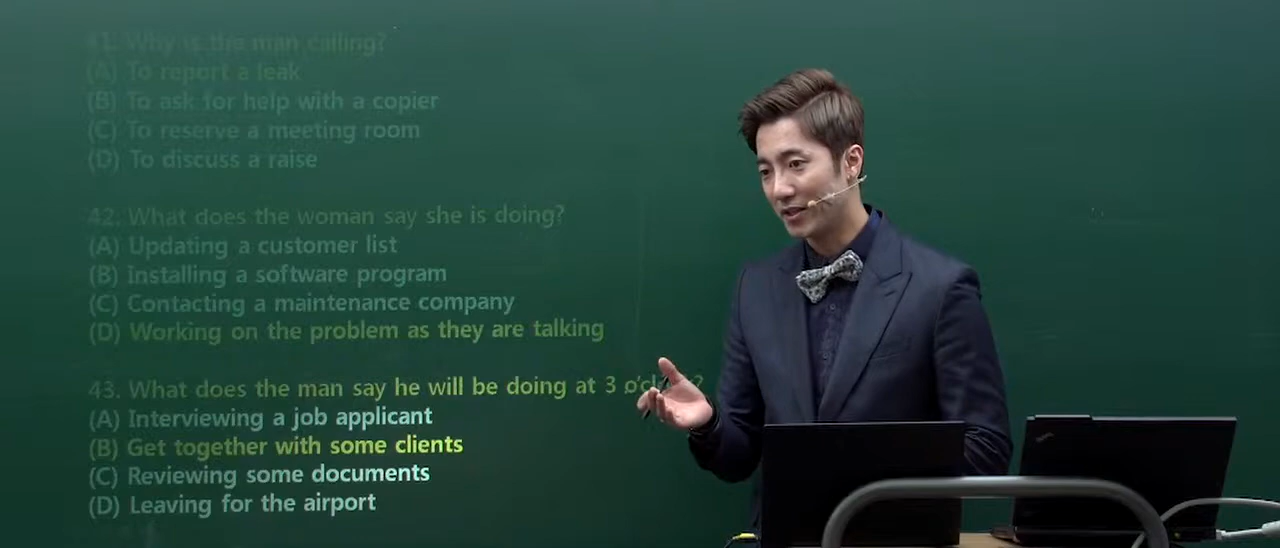 41. Why is the man calling?
(A) To report a leak
(B) To ask for help with a copier
(C) To reserve a meeting room
(D) To discuss a raise
42. What does the woman say she is doing?
(A) Updating a customer list
(B) Installing a software program
(C) Contacting a maintenance company
(D) Working on the problem as they are talking
43. What does the man say he will be doing at 3 o'clock?
(A) Interviewing a job applicant
(B) Get together with some clients
(C) Reviewing some documents
(D) Leaving for the airport